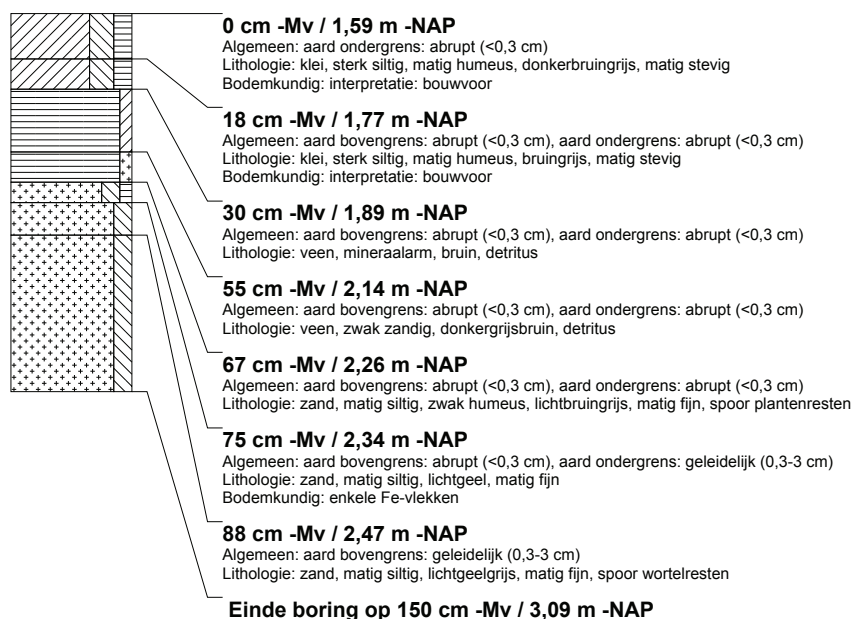 0 cm -Mv / 1,59 m -NAP
Algemeen: aard ondergrens: abrupt (<0,3 cm)
Lithologie: klei, sterk siltig, matig humeus, donkerbruingrijs, matig stevig
Bodemkundig: interpretatie: bouwvoor
18 cm -Mv / 1,77 m -NAP
Algemeen: aard bovengrens: abrupt (<0,3 cm), aard ondergrens: abrupt (<0,3 cm)
Lithologie: klei, sterk siltig, matig humeus, bruingrijs, matig stevig
Bodemkundig: interpretatie: bouwvoor
30 cm -Mv / 1,89 m -NAP
Algemeen: aard bovengrens: abrupt (<0,3 cm), aard ondergrens: abrupt (<0,3 cm)
Lithologie: veen, mineraalarm, bruin, detritus
55 cm -Mv / 2,14 m -NAP
Algemeen: aard bovengrens: abrupt (<0,3 cm), aard ondergrens: abrupt (<0,3 cm)
Lithologie: veen, zwak zandig, donkergrijsbruin, detritus
67 cm -Mv / 2,26 m -NAP
Algemeen: aard bovengrens: abrupt (<0,3 cm), aard ondergrens: abrupt (<0,3 cm)
Lithologie: zand, matig siltig, zwak humeus, lichtbruingrijs, matig fijn, spoor plantenresten
75 cm -Mv / 2,34 m -NAP
Algemeen: aard bovengrens: abrupt (<0,3 cm), aard ondergrens: geleidelijk (0,3-3 cm)
Lithologie: zand, matig siltig, lichtgeel, matig fijn
Bodemkundig: enkele Fe-vlekken
88 cm -Mv / 2,47 m -NAP
Algemeen: aard bovengrens: geleidelijk (0,3-3 cm)
Lithologie: zand, matig siltig, lichtgeelgrijs, matig fijn, spoor wortelresten
Einde boring op 150 cm -Mv / 3,09 m -NAP